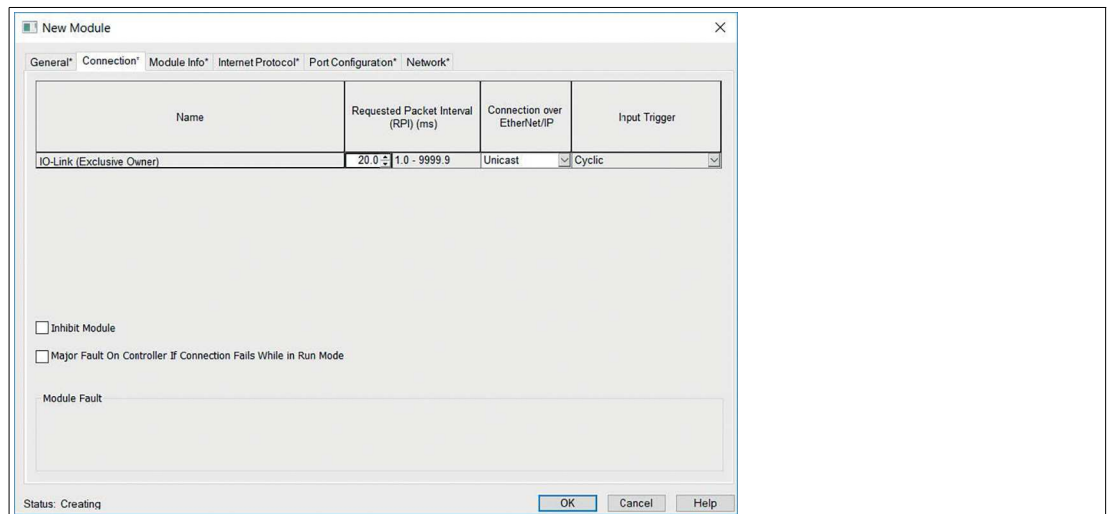 New Module
General* Connection* Module Info* Internet Protocol* Port Configuraton* Network*
Name
Requested Packet Interval
(RPI) (ms)
Connection over
EtherNet/IP
Input Trigger
IO-Link (Exclusive Owner) 20.0 1.0 - 9999.9 Unicast Cyclic
Inhibit Module
Major Fault On Controller If Connection Fails While in Run Mode
Module Fault
Status: Creating OK Cancel Help